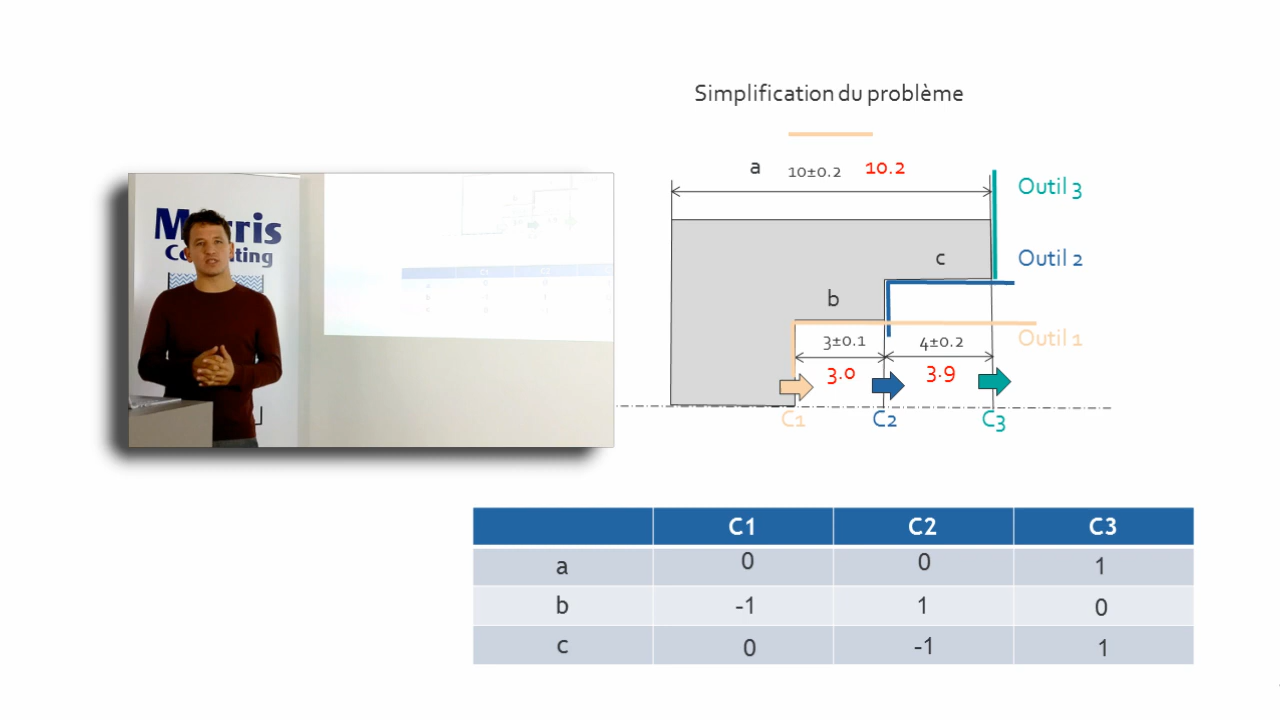 Simplification du problème
a 10±0.2 10.2
Outil 3
c
Outil 2
b
3±0.1 4±0.2
Outil 1
3.0 3.9
C1 C2 C3
C1 C2 C3
a 0 0 1
b -1 1 0
c 0 -1 1